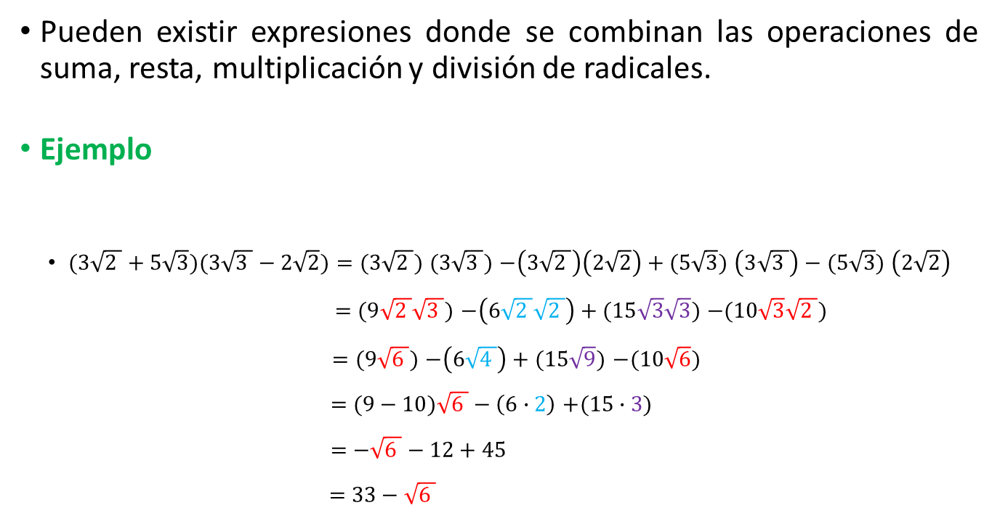 • Pueden existir expresiones donde se combinan las operaciones de
suma, resta, multiplicación y división de radicales.
• Ejemplo
• (3√2 + 5√3)(3√3 − 2√2) = (3√2) (3√3) −(3√2)(2√2) + (5√3) (3√3) − (5√3) (2√2)
= (9√2√3) −(6√2√2) + (15√3√3) −(10√3√2)
= (9√6) −(6√4) + (15√9) −(10√6)
= (9 − 10)√6 − (6 · 2) +(15 · 3)
= −√6 − 12 + 45
= 33 − √6